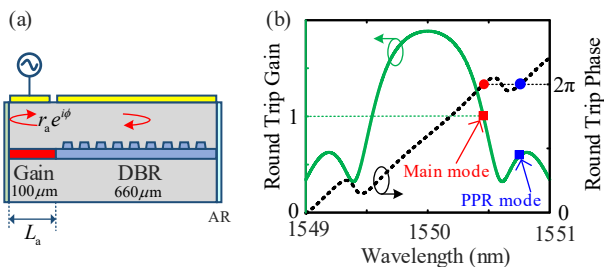 (a)
r_a e^{iϕ}
Gain
100μm
DBR
660μm
L_a
AR
(b)
Round Trip Gain
1
0
1549
1550
1551
Wavelength (nm)
Main mode
PPR mode
2π
0
Round Trip Phase